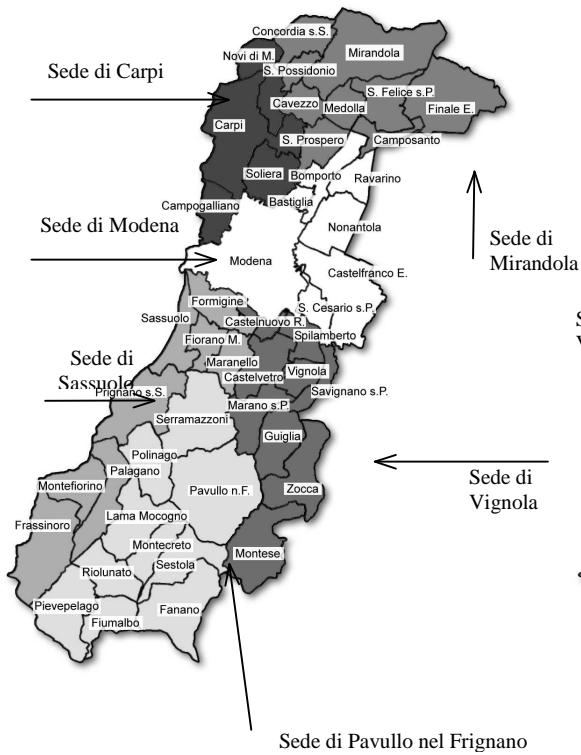 Concordia s.S.
Novi di M.
Mirandola
Sede di Carpi
S. Possidonio
S. Felice s.P.
Cavezzo
Medolla
Finale E.
Carpi
S. Prospero
Camposanto
Soliera
Bomporto
Ravarino
Bastiglia
Campogalliano
Sede di Modena
Nonantola
Sede di
Mirandola
Modena
Castelfranco E.
Formigine
S. Cesario s.P.
Sassuolo
Castelnuovo R.
Spilamberto
Fiorano M.
Sede di
Sassuolo
Maranello
Vignola
Castelvetro
Savignano s.P.
Prignano s.S.
Marano s.P.
Serramazzoni
Guiglia
Polinago
Palagano
Sede di
Vignola
Montefiorino
Pavullo n.F.
Zocca
Lama Mocogno
Frassinoro
Montecreto
Montese
Sestola
Riolunato
Pievepelago
Fanano
Fiumalbo
Sede di Pavullo nel Frignano